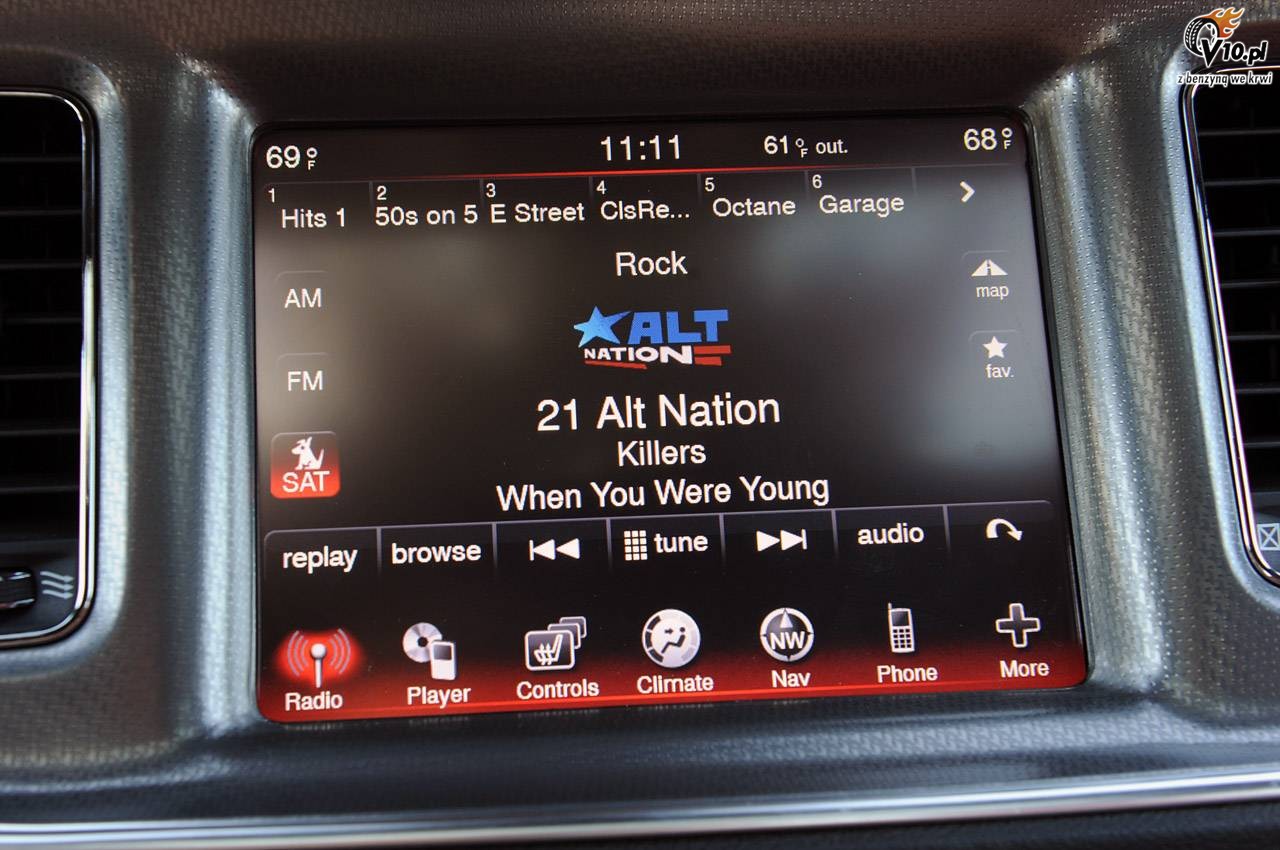 V10.pl
z benzyną we krwi
69°F 11:11 61°F out. 68°F
1 Hits 1 2 50s on 5 3 E Street 4 ClsRe... 5 Octane 6 Garage
Rock
AM
map
ALT
NATION
FM
fav.
21 Alt Nation
Killers
SAT
When You Were Young
replay browse tune audio
NW
Radio Player Controls Climate Nav Phone More